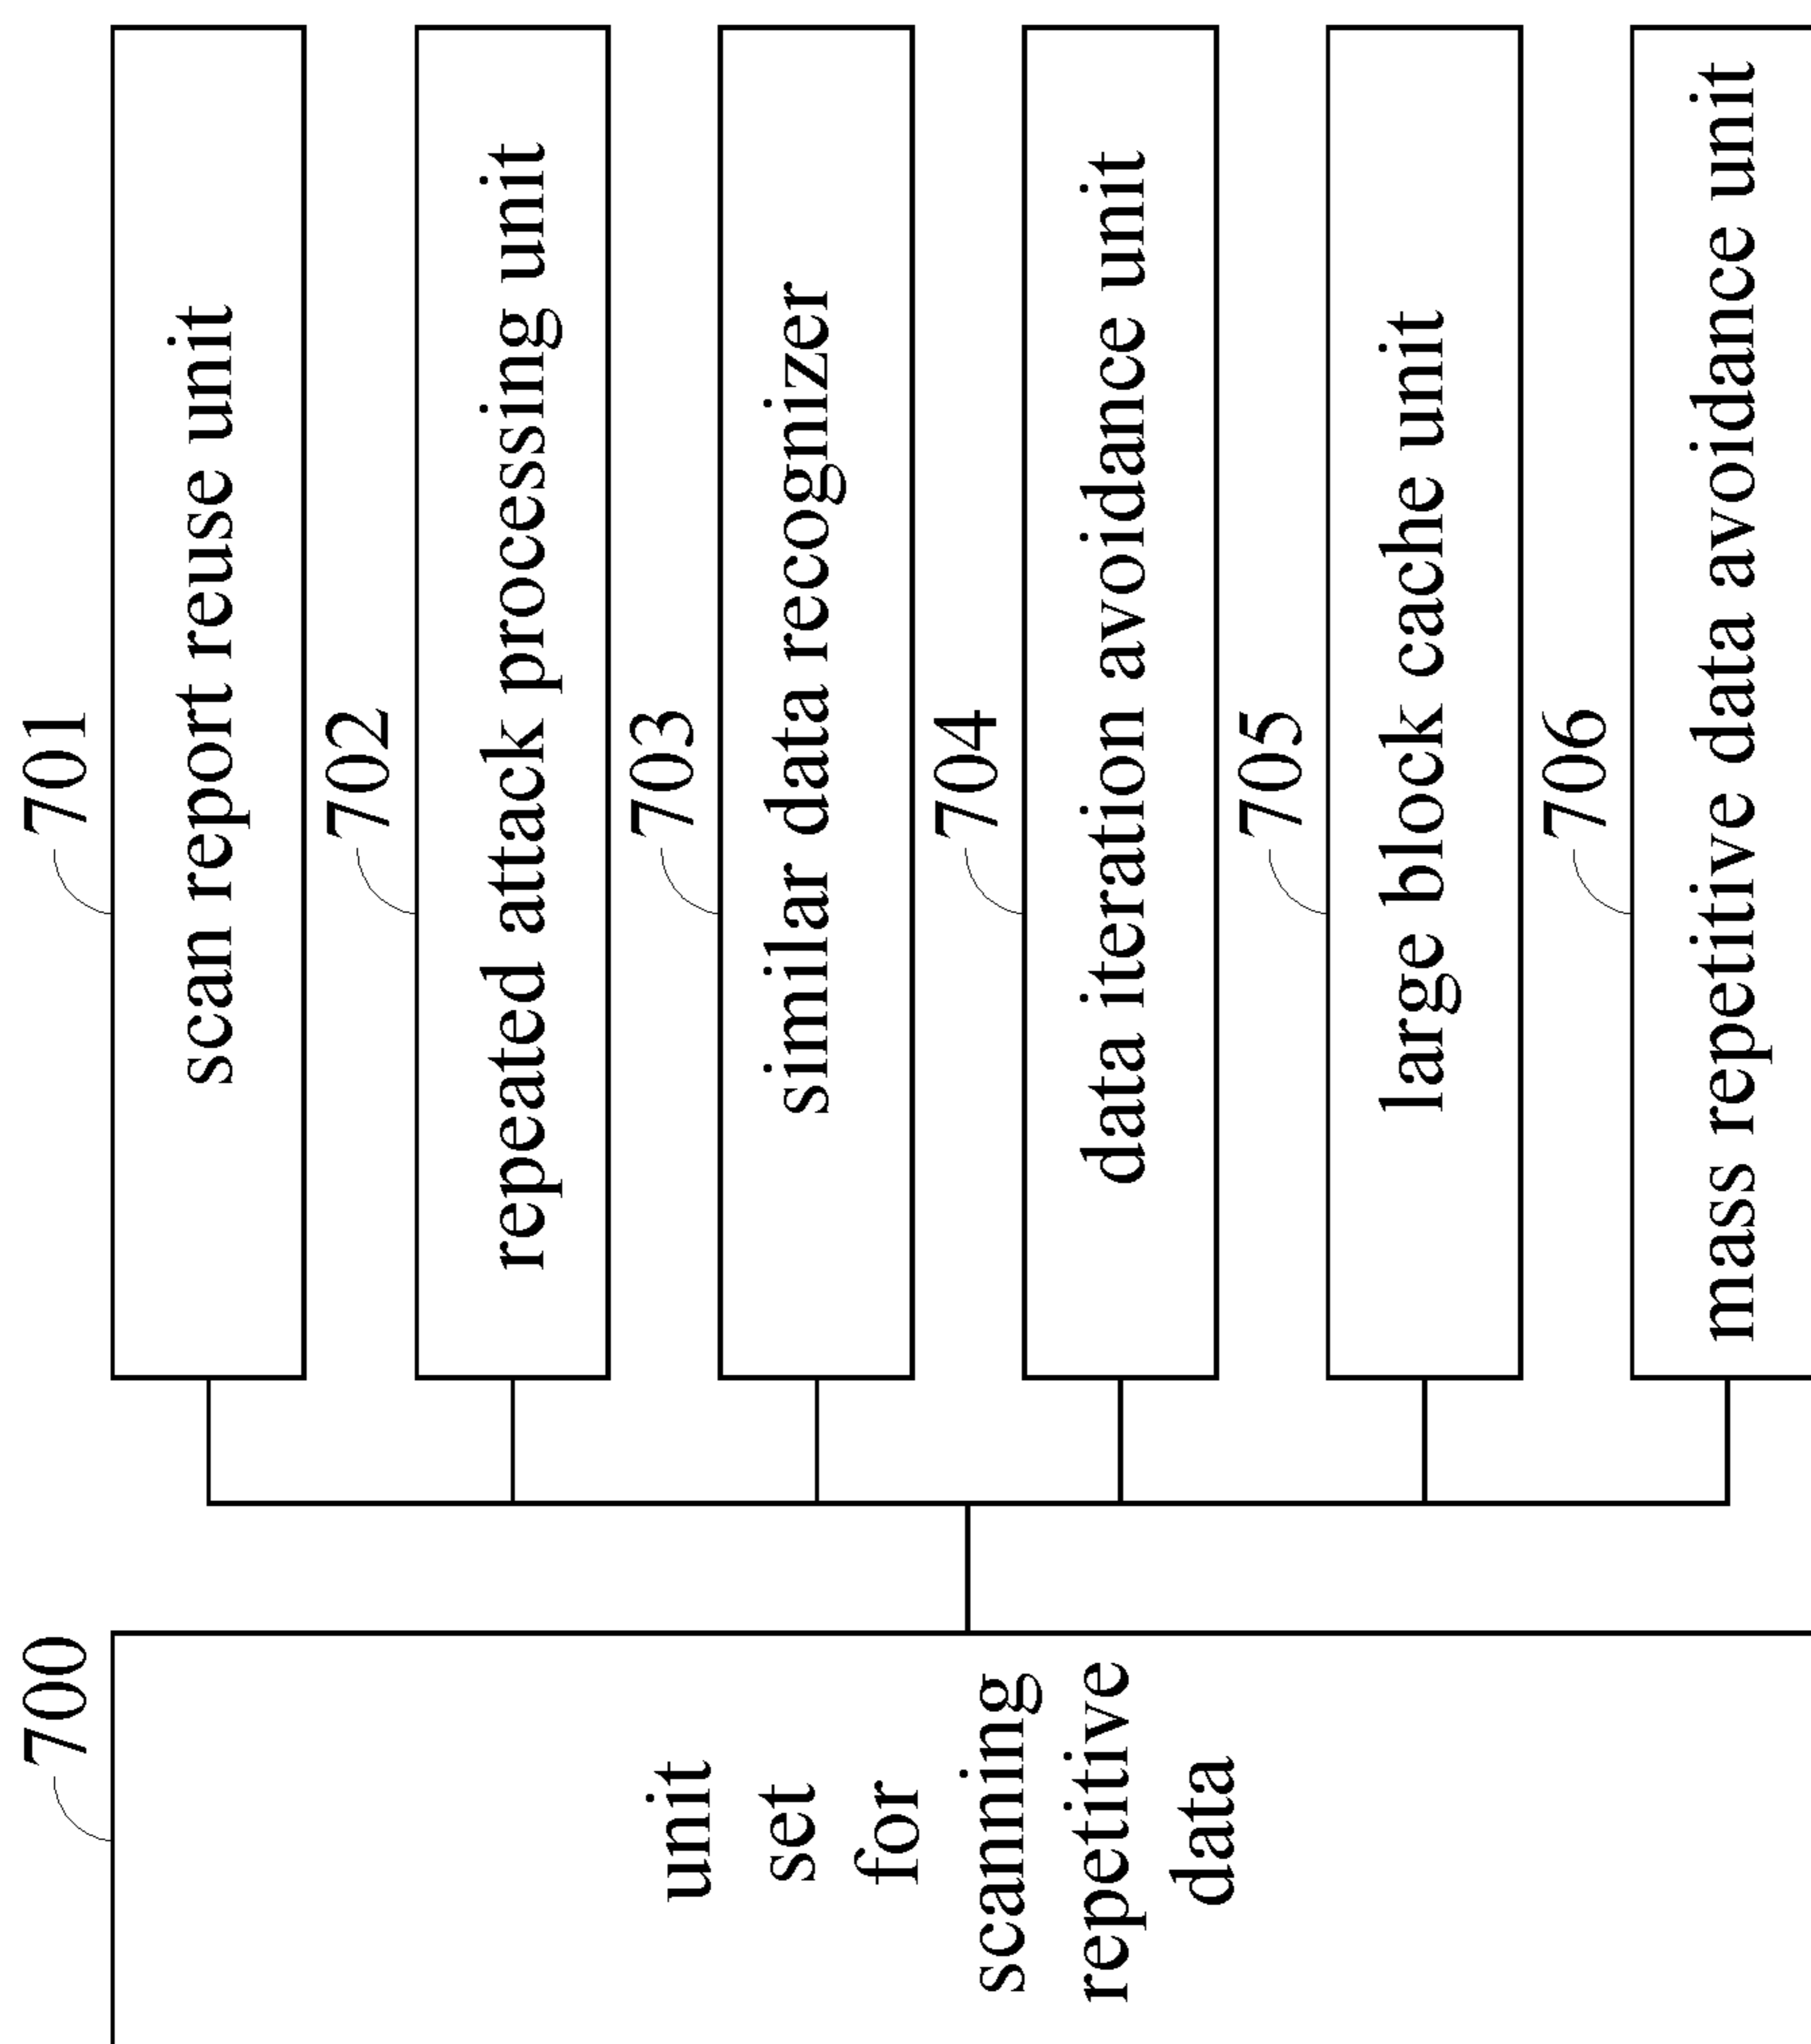 700
unit
set
for
scanning
repetitive
data
701
scan report reuse unit
702
repeated attack processing unit
703
similar data recognizer
704
data iteration avoidance unit
705
large block cache unit
706
mass repetitive data avoidance unit